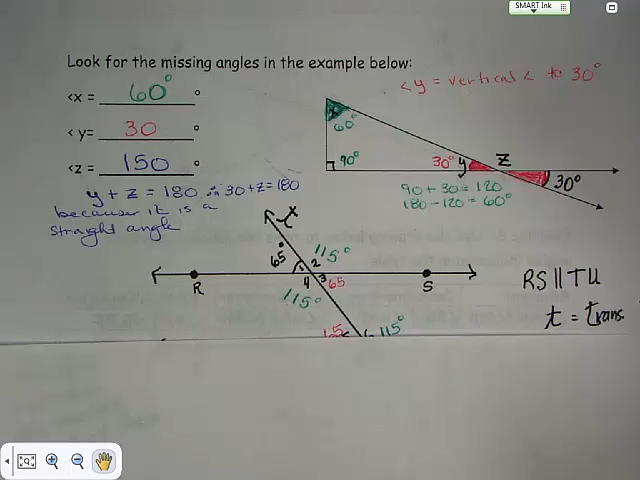 SMART Ink
Look for the missing angles in the example below:
<x = 60° °
<y= 30 °
<z = 150 °
y + z = 180 ∴ 30+z=180
because it is a
straight angle
<y = vertical < to 30°
x
60°
90°
30° y z
30°
90 + 30 = 120
180 - 120 = 60°
t
65° 2 115°
4 3 65
115°
R S
RS || TU
t = trans.
115°